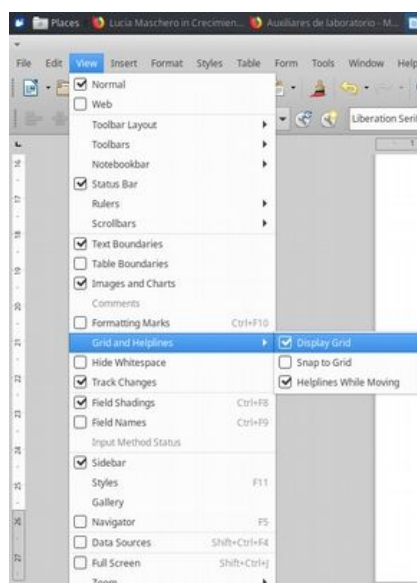 Places Lucia Maschero in Crecimien... Auxiliares de laboratorio - M...
File Edit View Insert Format Styles Table Form Tools Window Help
Normal
Web
Toolbar Layout
Toolbars
Notebookbar
Liberation Serif
Status Bar
Rulers
Scrollbars
Text Boundaries
Table Boundaries
Images and Charts
Comments
Formatting Marks Ctrl+F10
Grid and Helplines Display Grid
Hide Whitespace Snap to Grid
Track Changes Helplines While Moving
Field Shadings Ctrl+F8
Field Names Ctrl+F9
Input Method Status
Sidebar
Styles F11
Gallery
Navigator F5
Data Sources Shift+Ctrl+F4
Full Screen Shift+Ctrl+J
Zoom